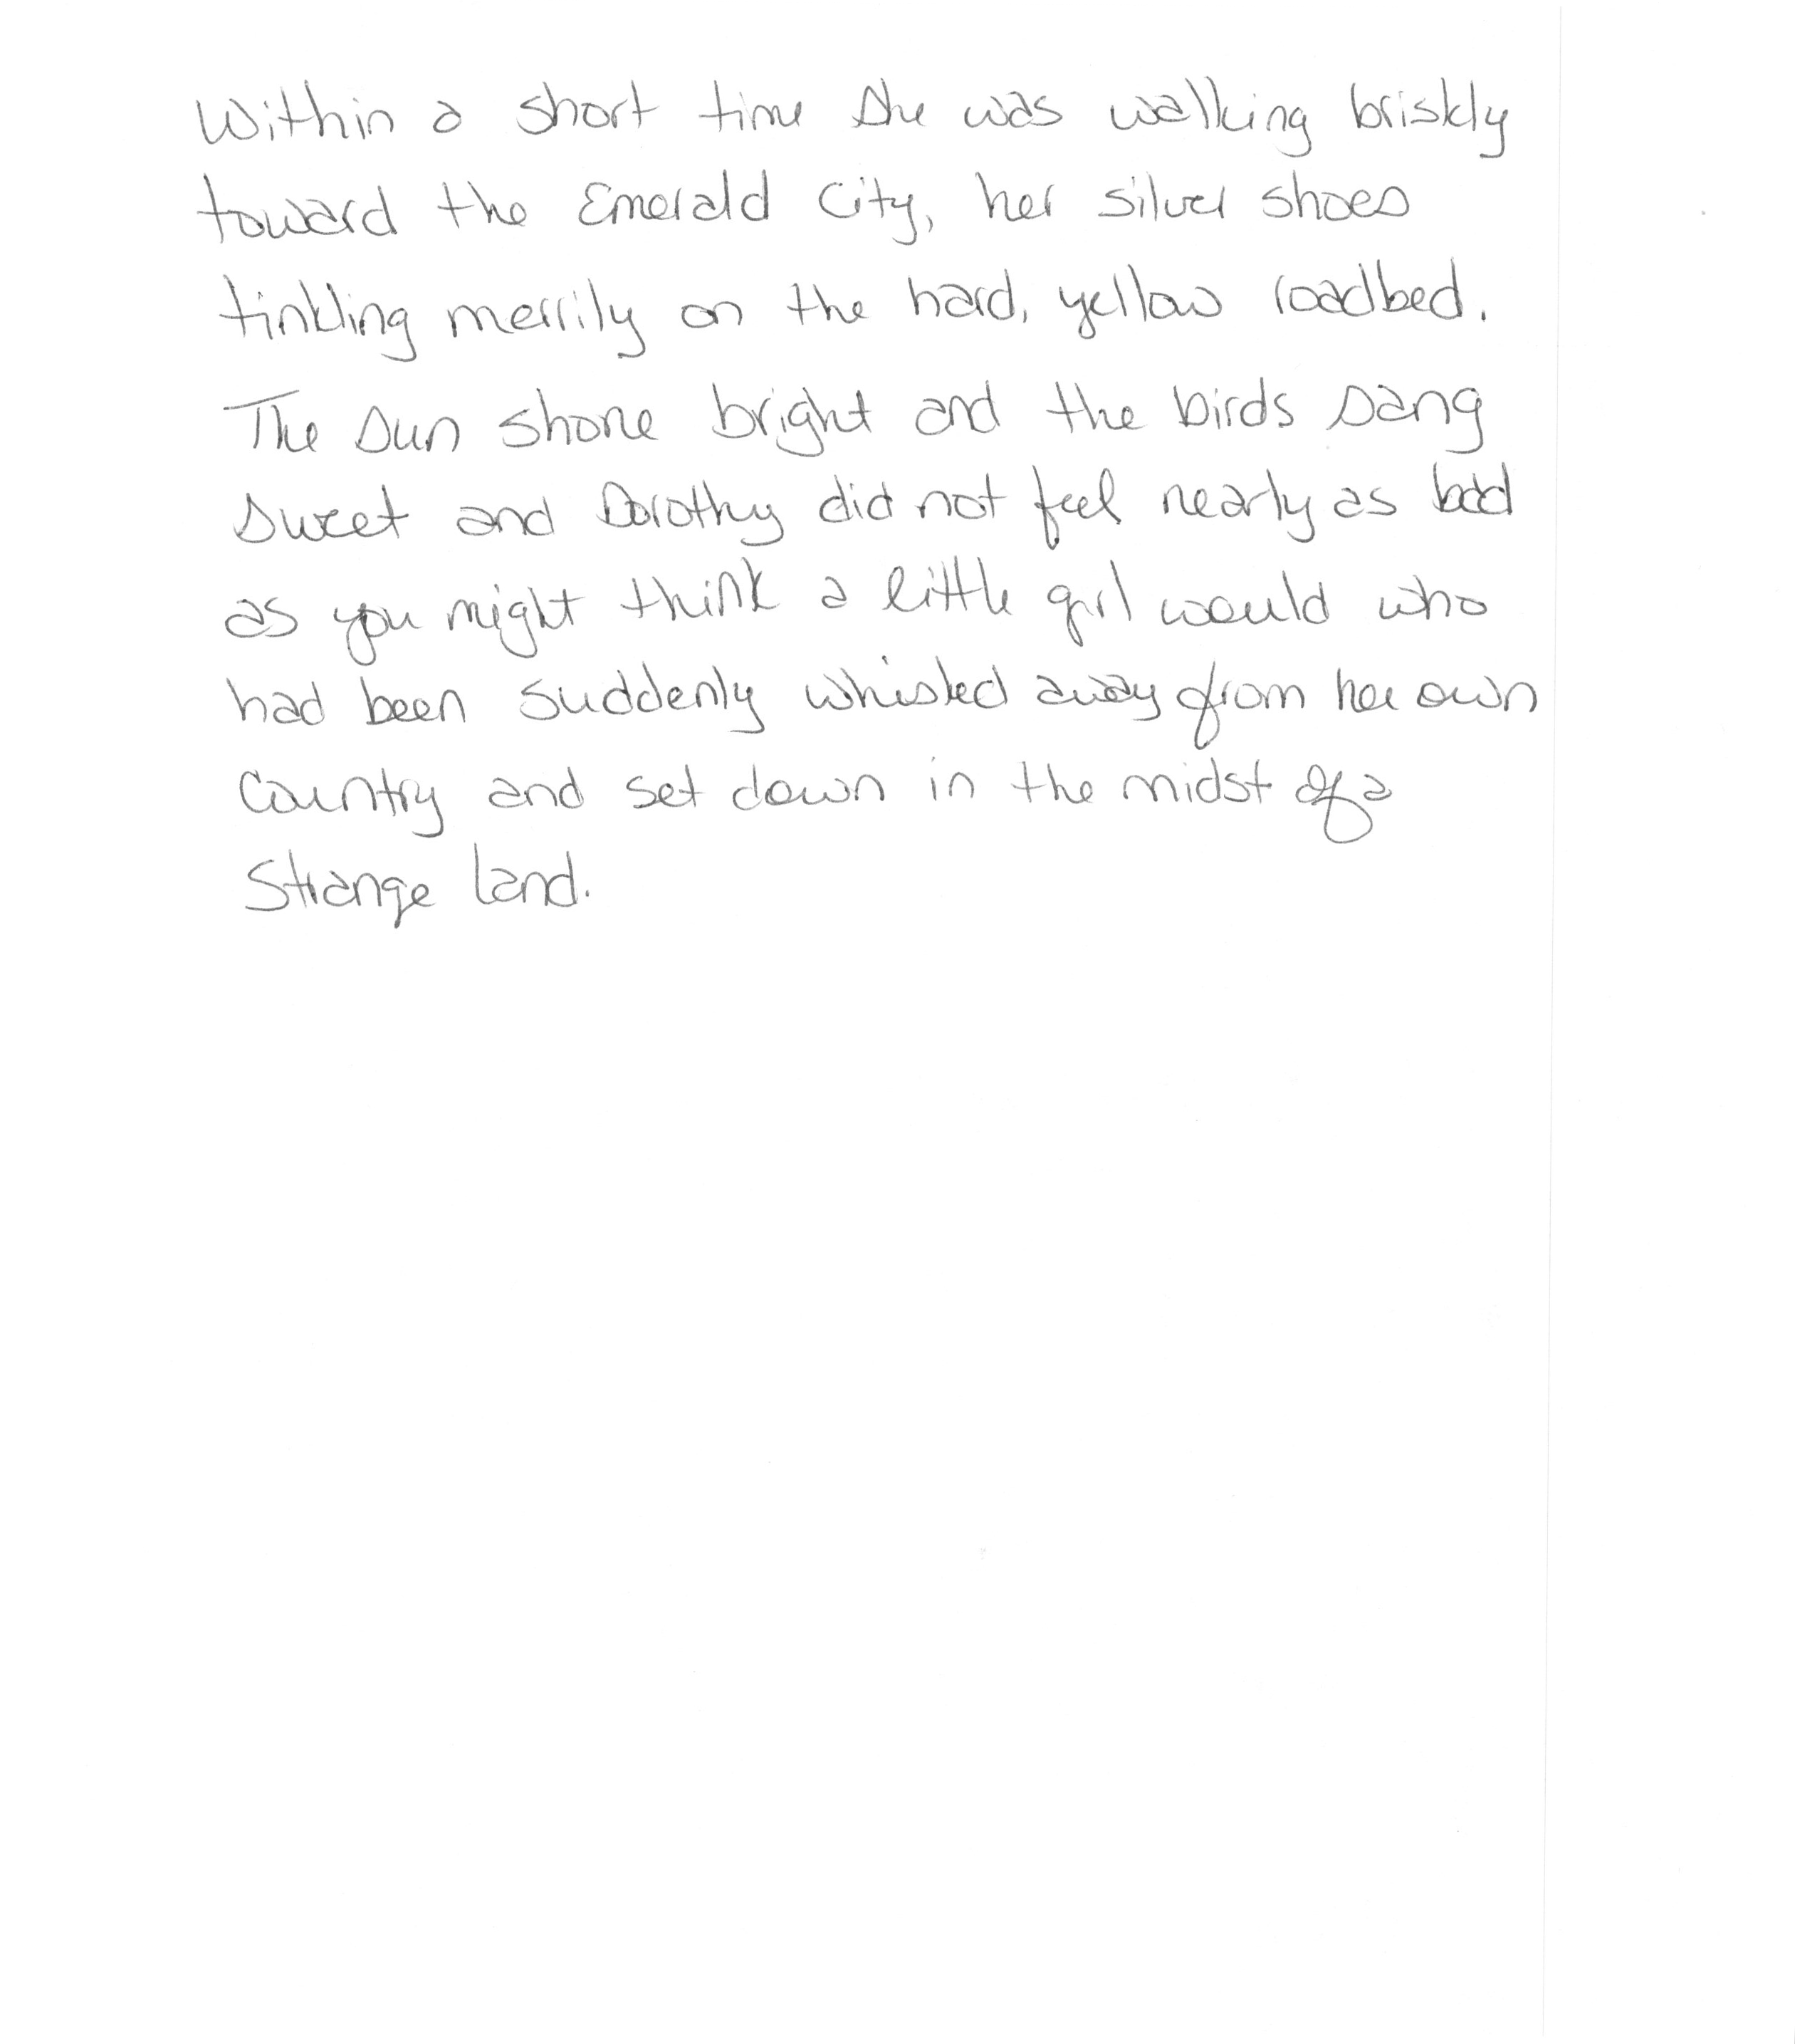 Within a short time she was walking briskly
toward the Emerald City, her silver shoes
tinkling merrily on the hard, yellow roadbed.
The sun shone bright and the birds sang
sweet and Dorothy did not feel nearly as bad
as you might think a little girl would who
had been suddenly whisked away from her own
country and set down in the midst of a
strange land.